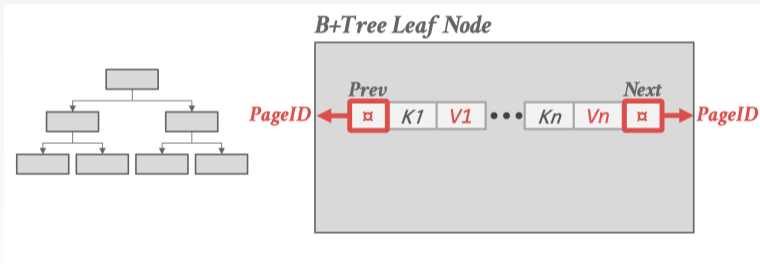 B+Tree Leaf Node
Prev Next
PageID ¤ K1 V1 ••• Kn Vn ¤ PageID